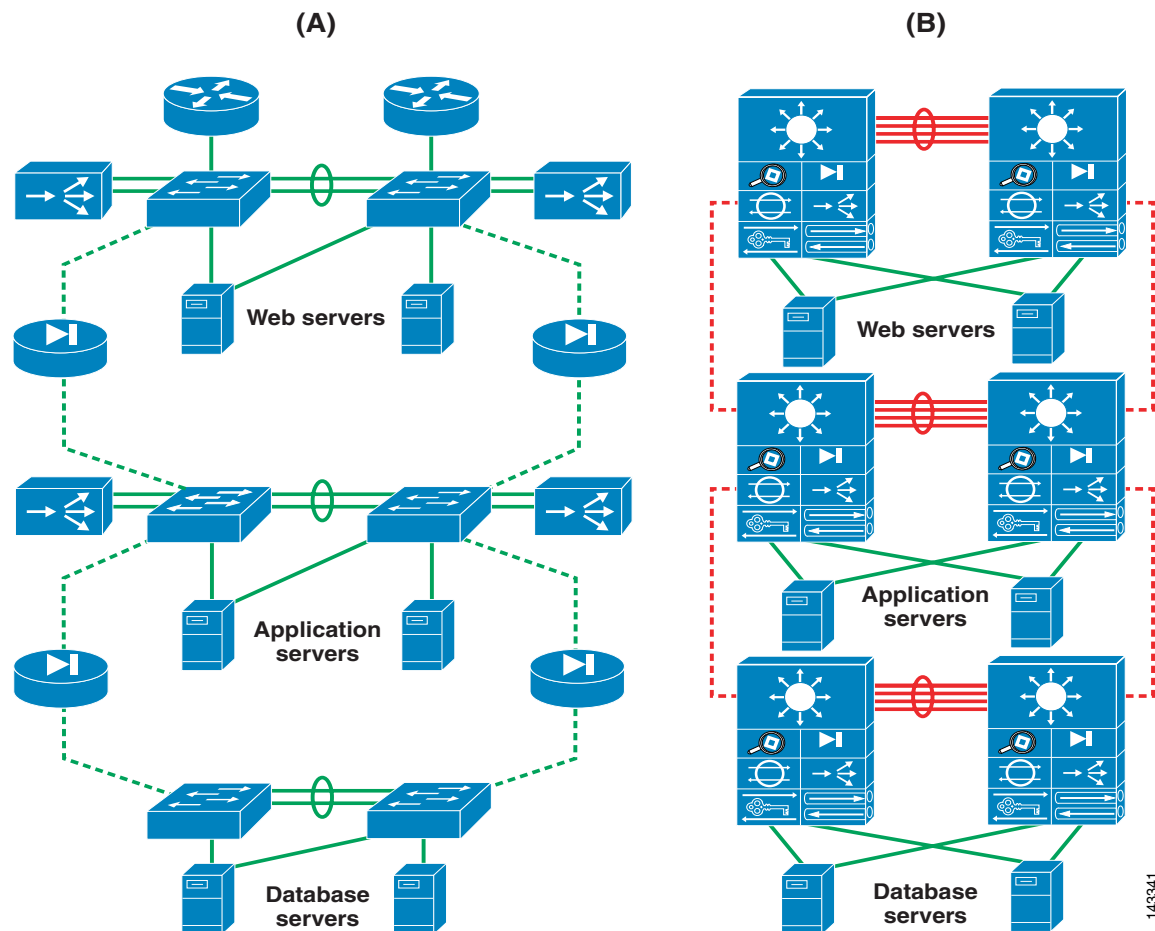 (A)
(B)
Web servers
Web servers
Application
servers
Application
servers
Database
servers
Database
servers
143341